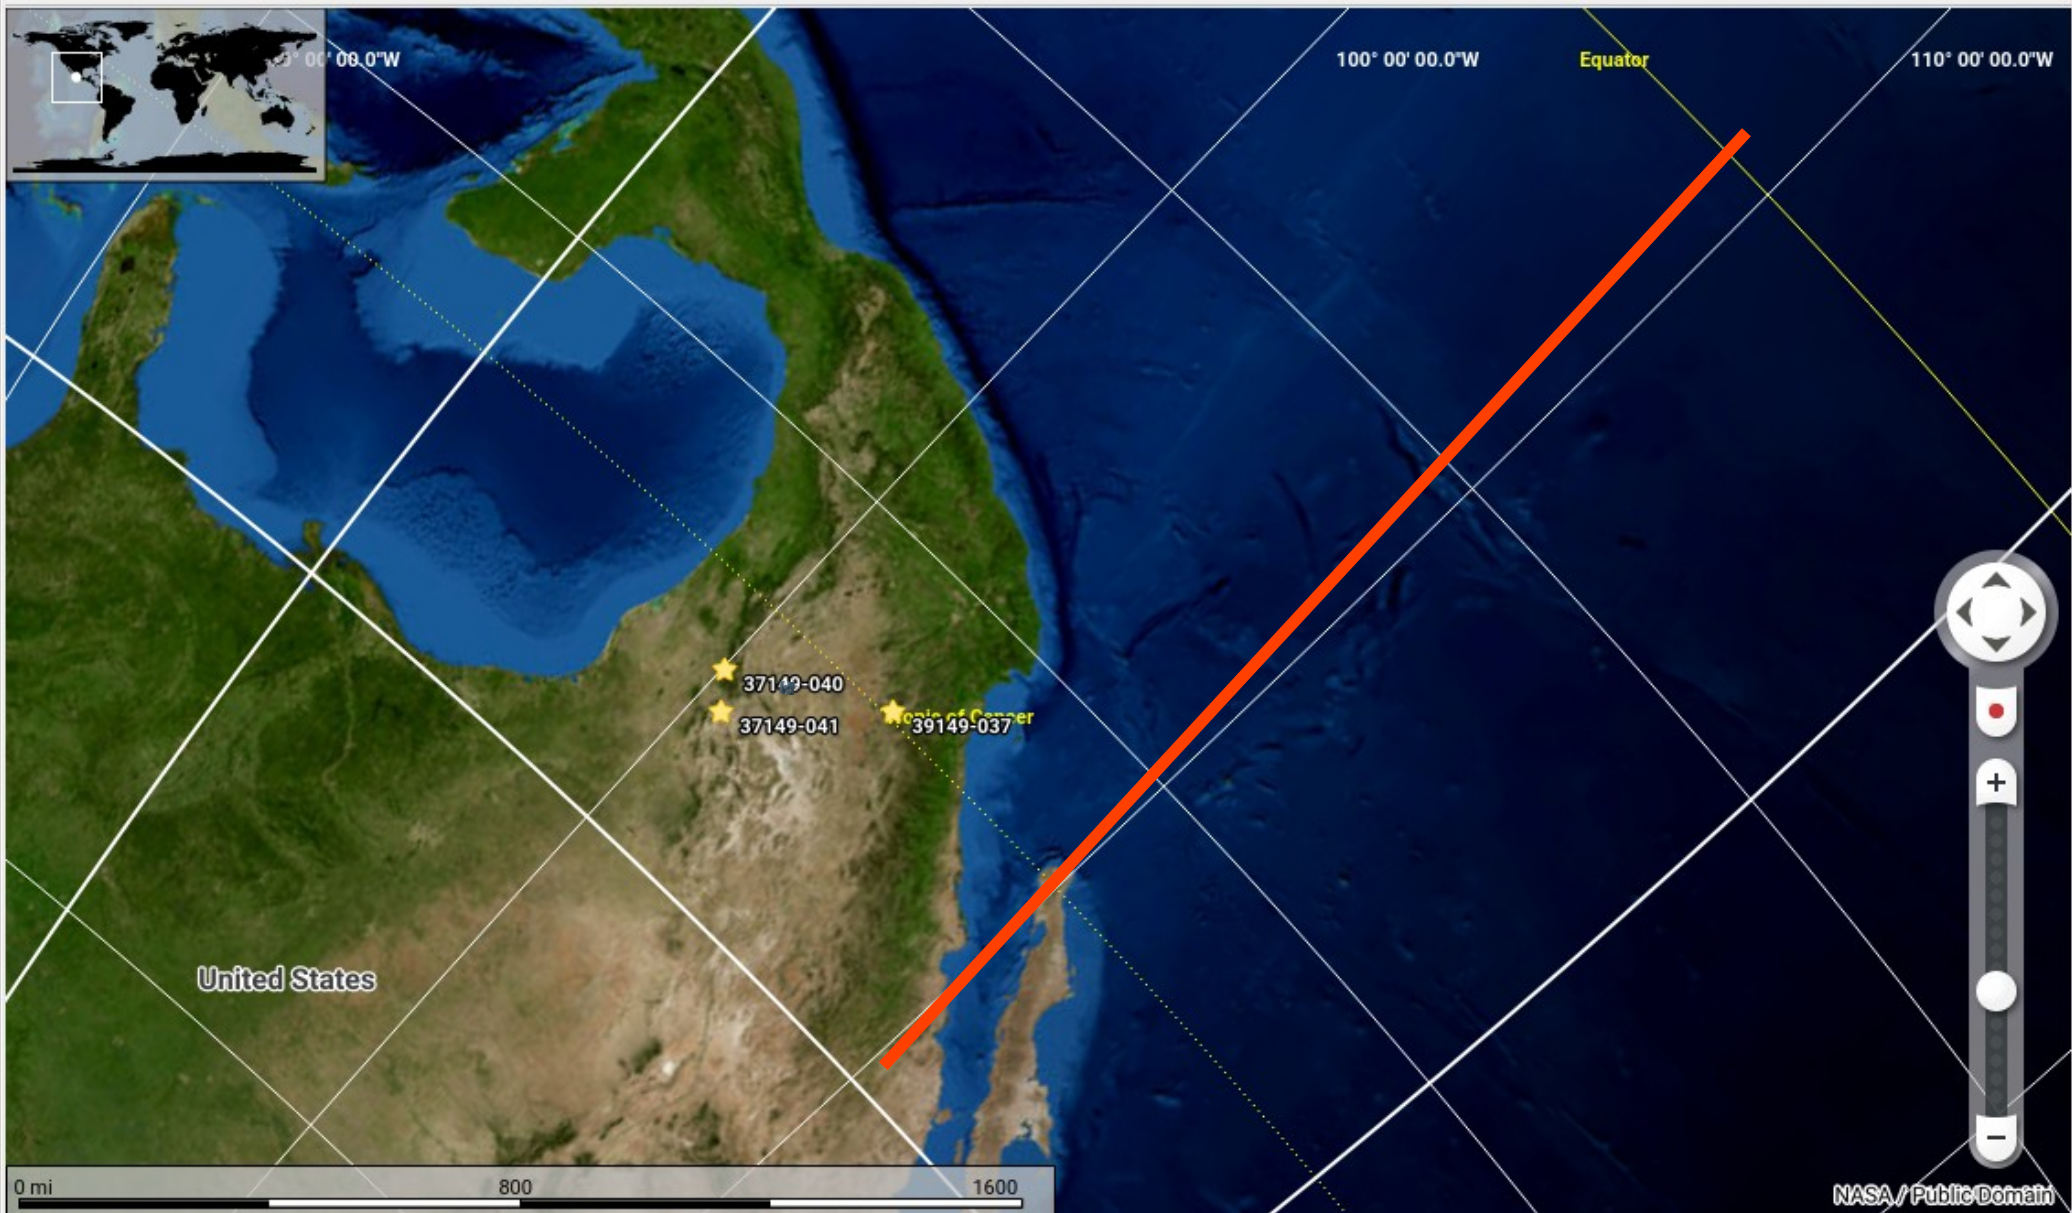 0° 00' 00.0"W
100° 00' 00.0"W
Equator
110° 00' 00.0"W
37149-040
37149-041
39149-037
United States
0 mi
800
1600
NASA / Public Domain